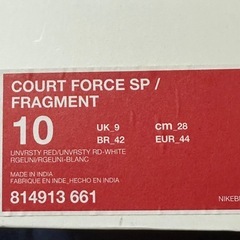 COURT FORCE SP /
FRAGMENT
10 UK_9 cm_28
BR_42 EUR_44
UNVRSTY RED/UNVRSTY RD-WHITE
RGEUNI/RGEUNI-BLANC
MADE IN INDIA
FABRIQUE EN INDE_HECHO EN INDIA
814913 661